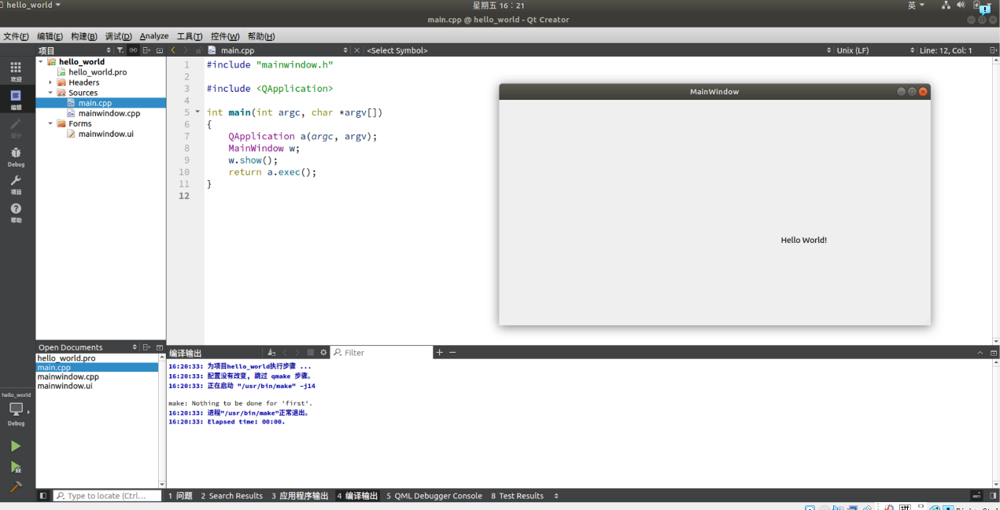 hello_world
星期五 16：21
英
main.cpp @ hello_world - Qt Creator
文件(F) 编辑(E) 构建(B) 调试(D) Analyze 工具(T) 控件(W) 帮助(H)
项目
main.cpp
<Select Symbol>
Unix (LF)
Line: 12, Col: 1
欢迎
编辑
设计
Debug
项目
帮助
hello_world
hello_world.pro
Headers
Sources
main.cpp
mainwindow.cpp
Forms
mainwindow.ui
1 #include "mainwindow.h"
2
3 #include <QApplication>
4
5 int main(int argc, char *argv[])
6 {
7 QApplication a(argc, argv);
8 MainWindow w;
9 w.show();
10 return a.exec();
11 }
12
MainWindow
Hello World!
Open Documents
hello_world.pro
main.cpp
mainwindow.cpp
mainwindow.ui
编译输出
Filter
16:20:33: 为项目hello_world执行步骤 ...
16:20:33: 配置没有改变, 跳过 qmake 步骤。
16:20:33: 正在启动 "/usr/bin/make" -j14
make: Nothing to be done for 'first'.
16:20:33: 进程"/usr/bin/make"正常退出。
16:20:33: Elapsed time: 00:00.
hello_world
Debug
Type to locate (Ctrl...
1 问题 2 Search Results 3 应用程序输出 4 编译输出 5 QML Debugger Console 8 Test Results